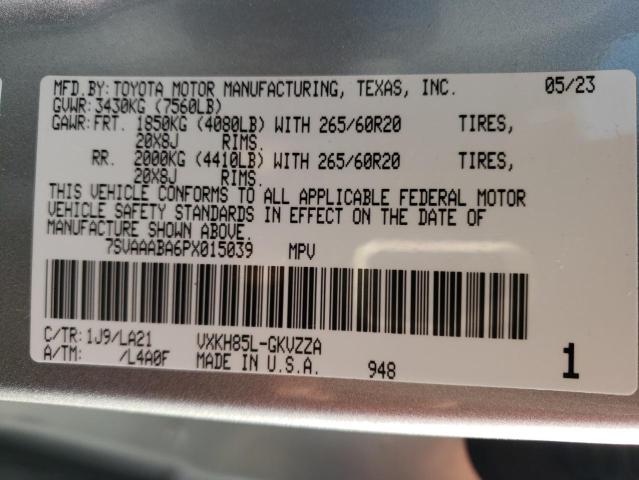 MFD.BY:TOYOTA MOTOR MANUFACTURING, TEXAS, INC. 05/23
GVWR:3430KG (7560LB)
GAWR:FRT. 1850KG (4080LB) WITH 265/60R20 TIRES,
20X8J RIMS.
RR. 2000KG (4410LB) WITH 265/60R20 TIRES,
20X8J RIMS.
THIS VEHICLE CONFORMS TO ALL APPLICABLE FEDERAL MOTOR
VEHICLE SAFETY STANDARDS IN EFFECT ON THE DATE OF
MANUFACTURE SHOWN ABOVE.
7SVAAABA6PX015039 MPV
C/TR:1J9/LA21 VXKH85L-GKVZZA
A/TM: /L4A0F MADE IN U.S.A. 948 1